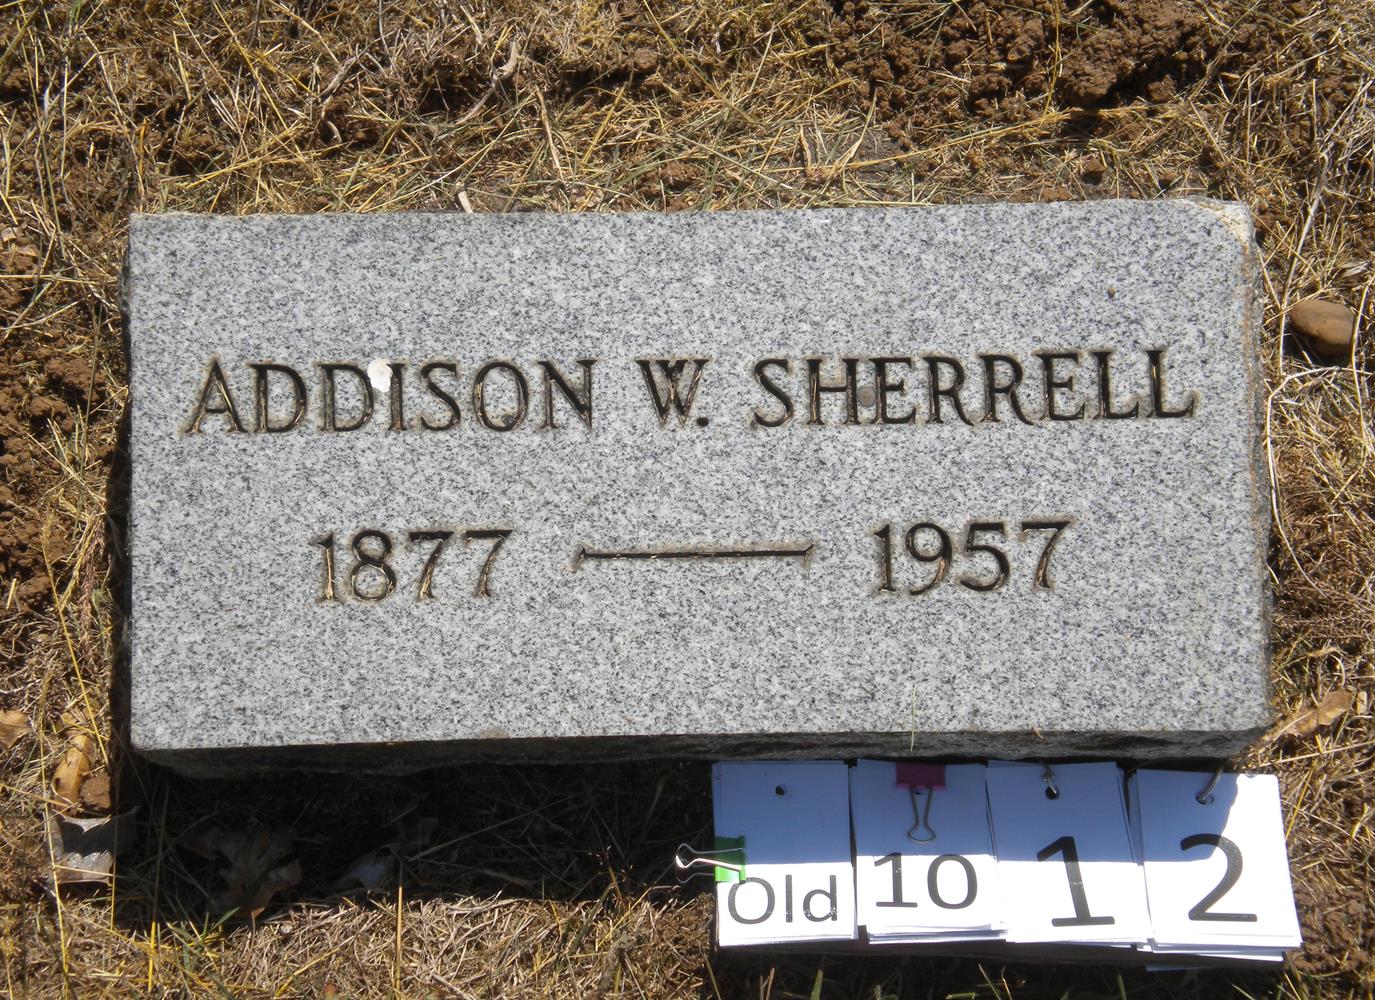 ADDISON W. SHERRELL
1877 — 1957
Old 10 1 2